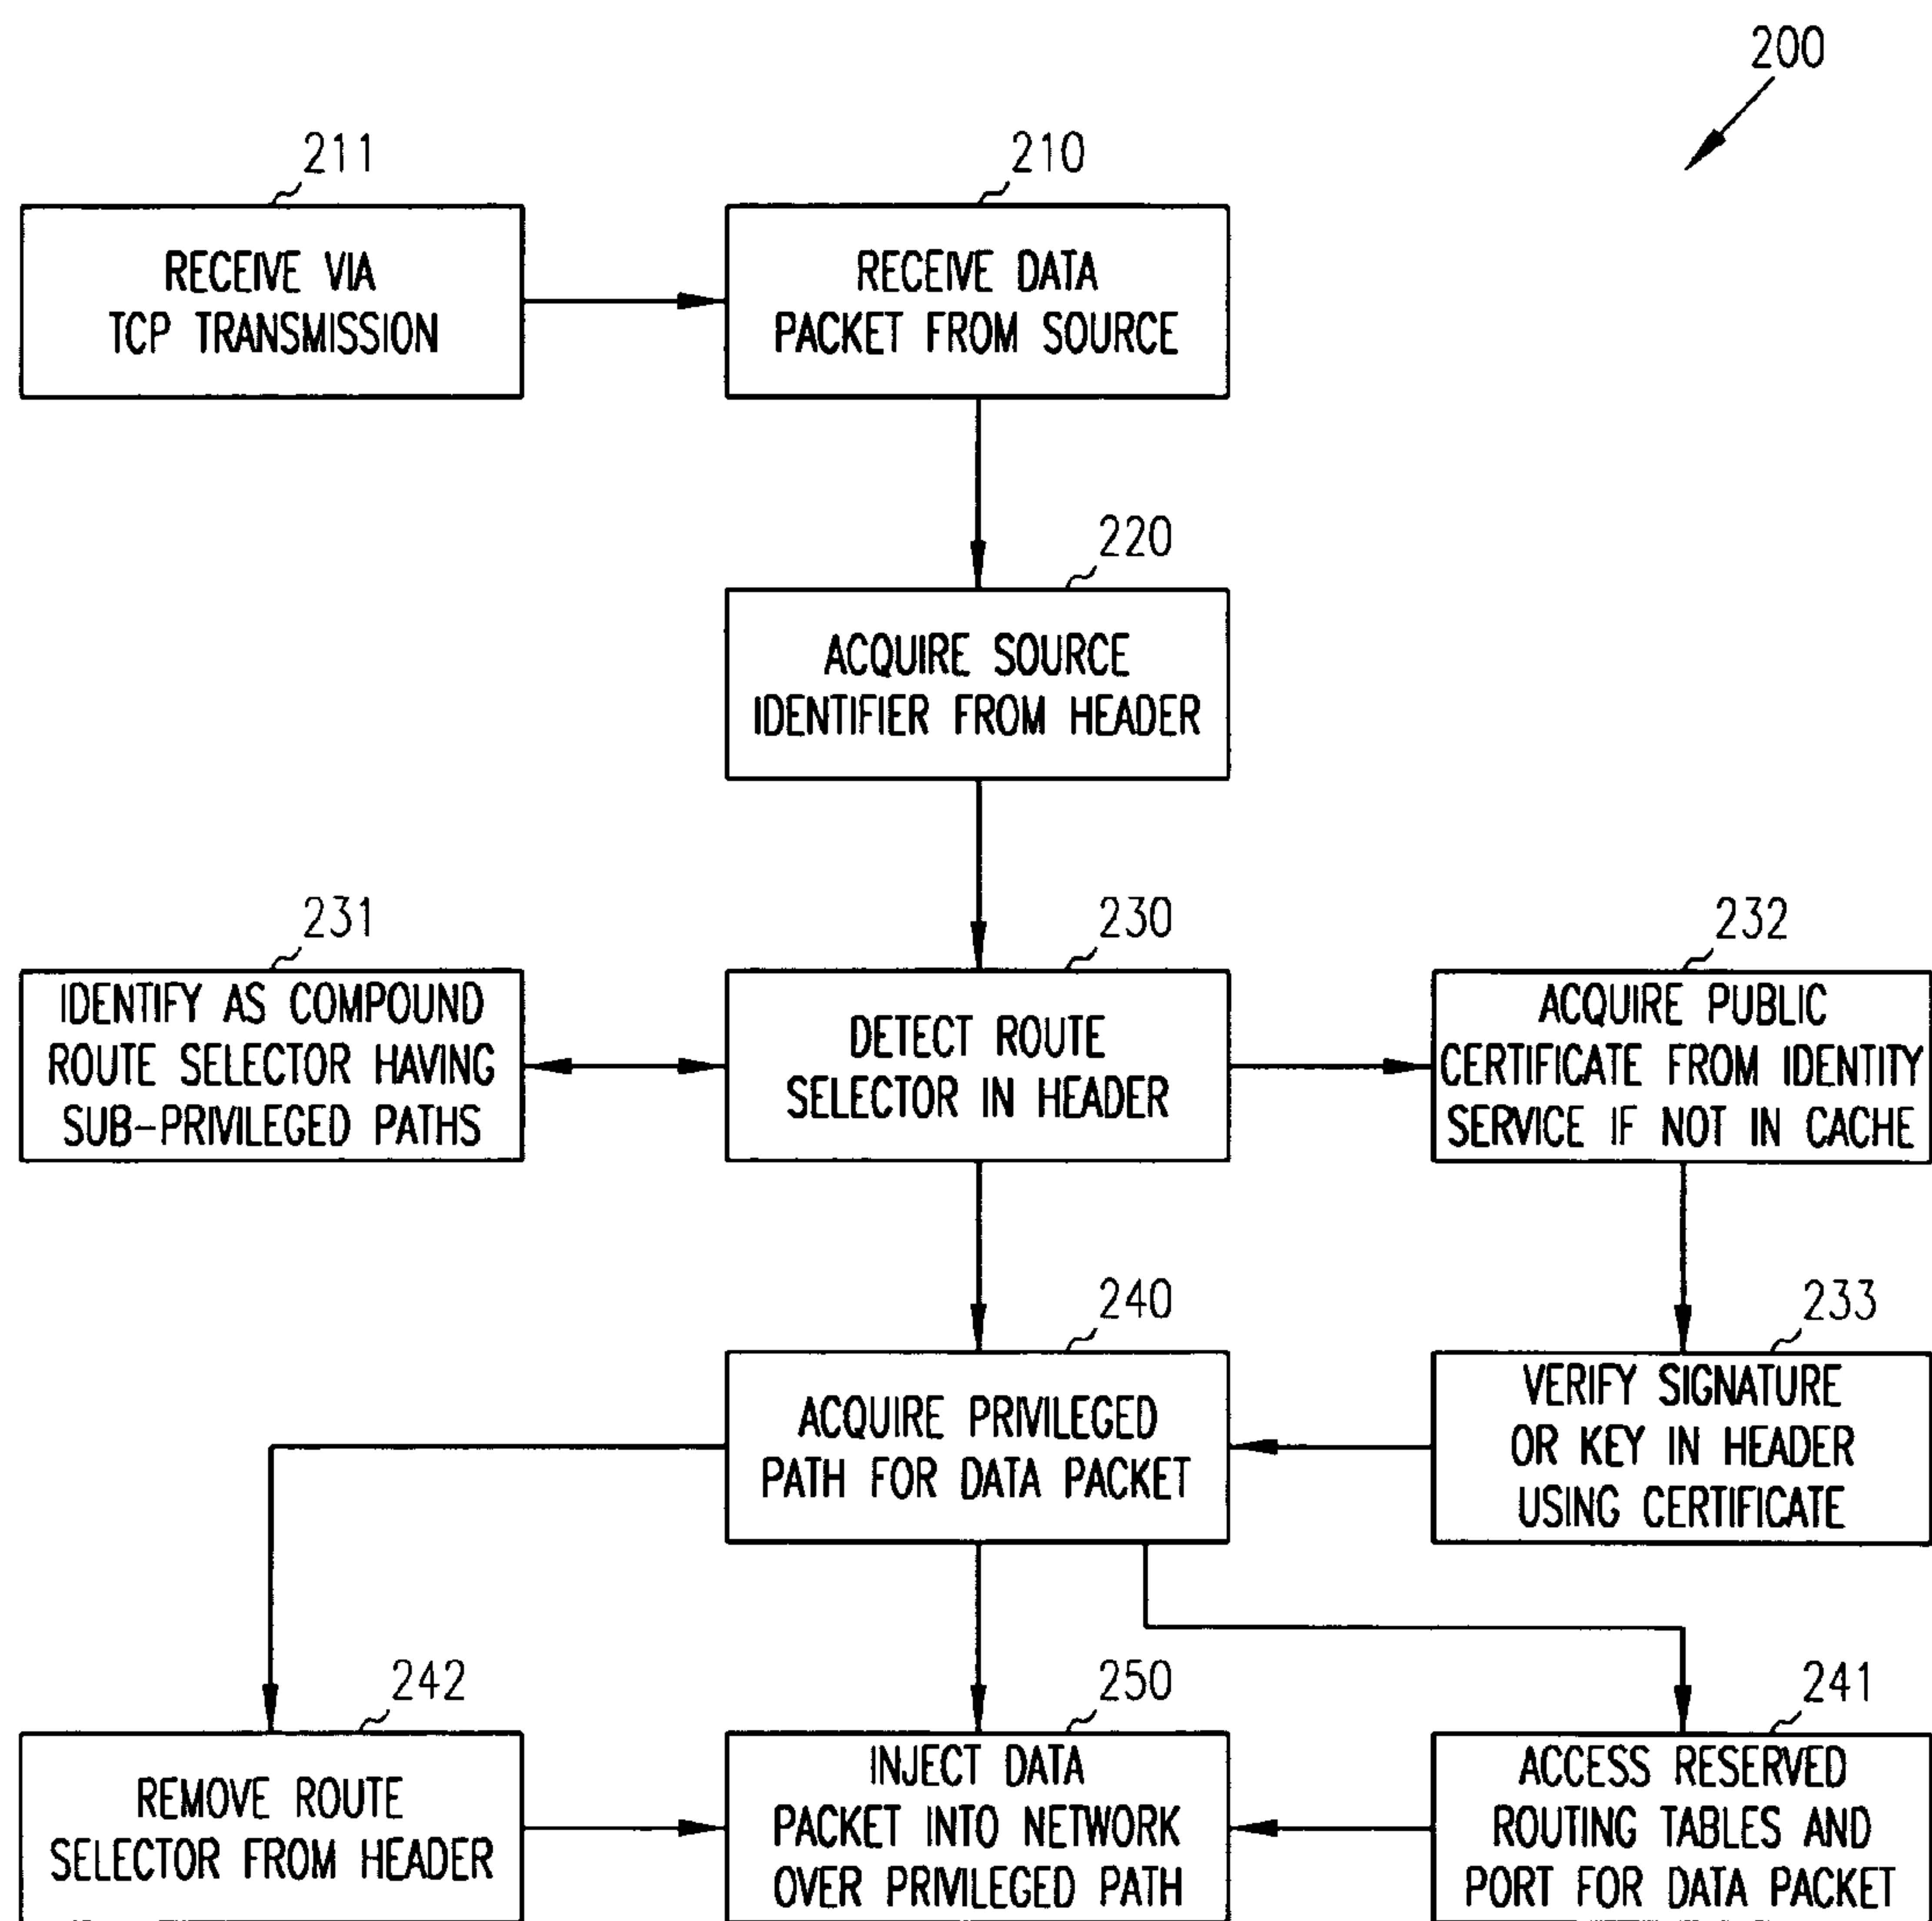 200
211
RECEIVE VIA
TCP TRANSMISSION
210
RECEIVE DATA
PACKET FROM SOURCE
220
ACQUIRE SOURCE
IDENTIFIER FROM HEADER
231
IDENTIFY AS COMPOUND
ROUTE SELECTOR HAVING
SUB-PRIVILEGED PATHS
230
DETECT ROUTE
SELECTOR IN HEADER
232
ACQUIRE PUBLIC
CERTIFICATE FROM IDENTITY
SERVICE IF NOT IN CACHE
240
ACQUIRE PRIVILEGED
PATH FOR DATA PACKET
233
VERIFY SIGNATURE
OR KEY IN HEADER
USING CERTIFICATE
242
REMOVE ROUTE
SELECTOR FROM HEADER
250
INJECT DATA
PACKET INTO NETWORK
OVER PRIVILEGED PATH
241
ACCESS RESERVED
ROUTING TABLES AND
PORT FOR DATA PACKET